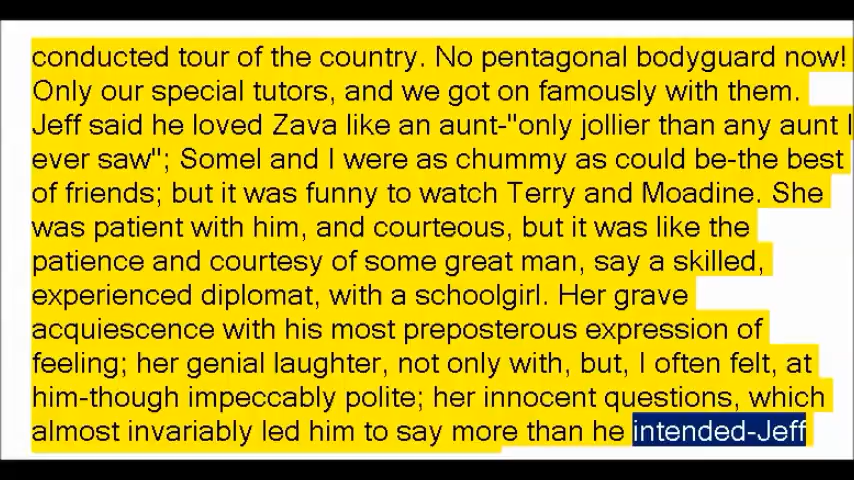 conducted tour of the country. No pentagonal bodyguard now!
Only our special tutors, and we got on famously with them.
Jeff said he loved Zava like an aunt-"only jollier than any aunt I
ever saw"; Somel and I were as chummy as could be-the best
of friends; but it was funny to watch Terry and Moadine. She
was patient with him, and courteous, but it was like the
patience and courtesy of some great man, say a skilled,
experienced diplomat, with a schoolgirl. Her grave
acquiescence with his most preposterous expression of
feeling; her genial laughter, not only with, but, I often felt, at
him-though impeccably polite; her innocent questions, which
almost invariably led him to say more than he intended-Jeff